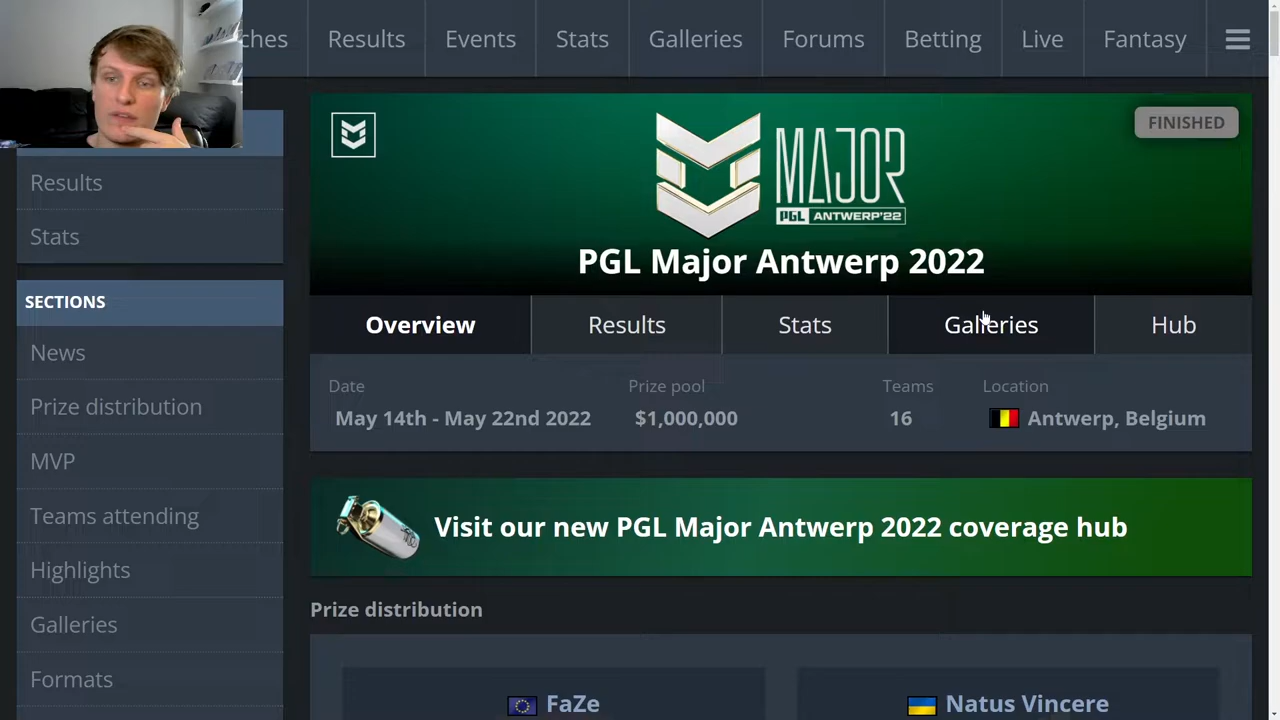 ches
Results
Events
Stats
Galleries
Forums
Betting
Live
Fantasy
Results
Stats
SECTIONS
News
Prize distribution
MVP
Teams attending
Highlights
Galleries
Formats
FINISHED
MAJOR
PGL ANTWERP'22
PGL Major Antwerp 2022
Overview
Results
Stats
Galleries
Hub
Date
Prize pool
Teams
Location
May 14th - May 22nd 2022
$1,000,000
16
Antwerp, Belgium
Visit our new PGL Major Antwerp 2022 coverage hub
Prize distribution
FaZe
Natus Vincere